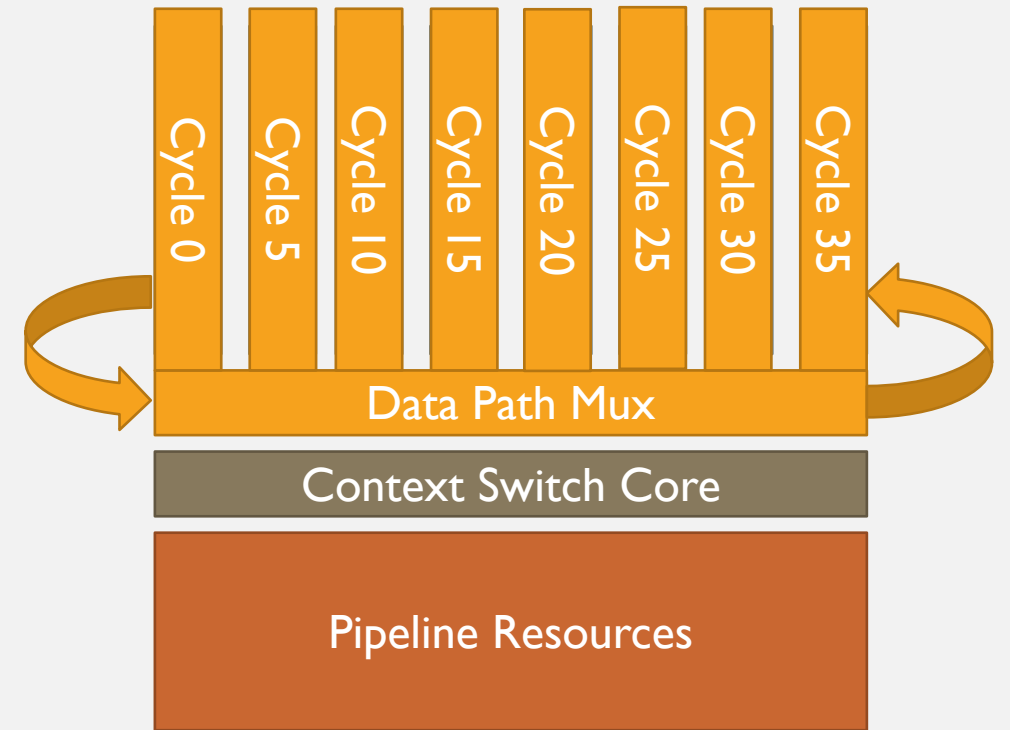 Cycle 0
Cycle 5
Cycle 10
Cycle 15
Cycle 20
Cycle 25
Cycle 30
Cycle 35
Data Path Mux
Context Switch Core
Pipeline Resources